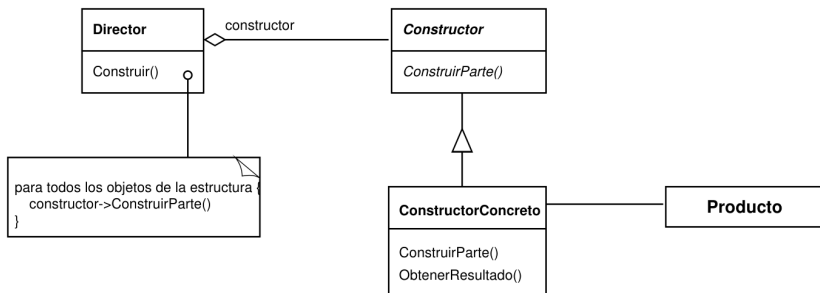 Director
constructor
Constructor
Construir()
ConstruirParte()
para todos los objetos de la estructura {
constructor->ConstruirParte()
}
ConstructorConcreto
Producto
ConstruirParte()
ObtenerResultado()